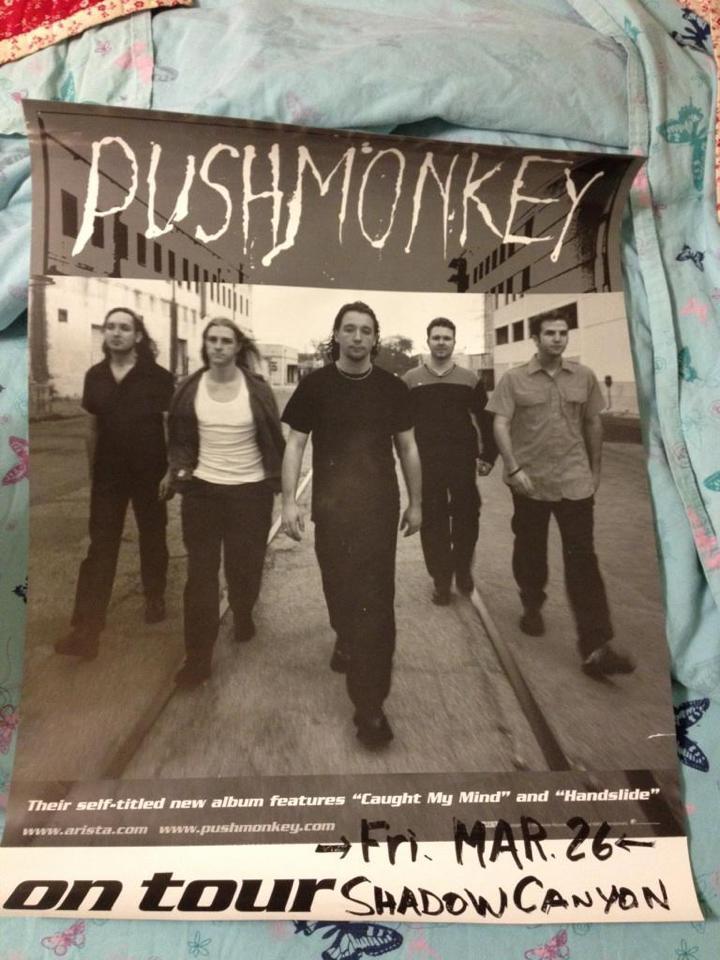 PUSHMONKEY
Their self-titled new album features “Caught My Mind” and “Handslide”
www.arista.com www.pushmonkey.com
→Fri. MAR. 26←
on tour SHADOW CANYON